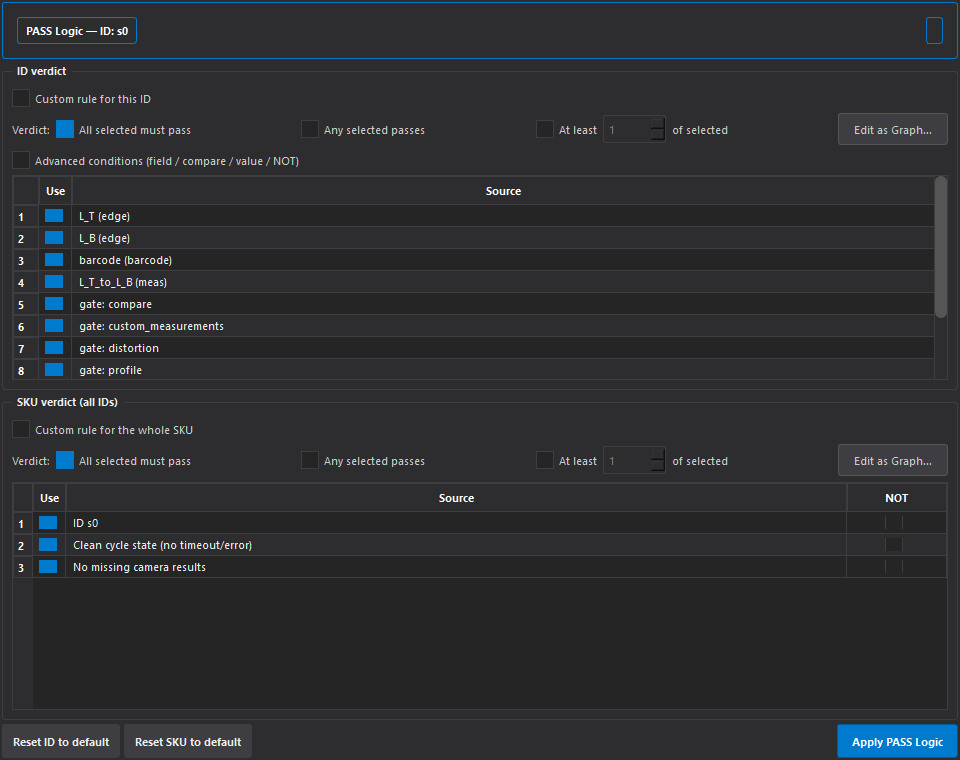 PASS Logic — ID: s0
ID verdict
Custom rule for this ID
Verdict: All selected must pass Any selected passes At least 1 of selected Edit as Graph...
Advanced conditions (field / compare / value / NOT)
Use Source
1 L_T (edge)
2 L_B (edge)
3 barcode (barcode)
4 L_T_to_L_B (meas)
5 gate: compare
6 gate: custom_measurements
7 gate: distortion
8 gate: profile
SKU verdict (all IDs)
Custom rule for the whole SKU
Verdict: All selected must pass Any selected passes At least 1 of selected Edit as Graph...
Use Source NOT
1 ID s0
2 Clean cycle state (no timeout/error)
3 No missing camera results
Reset ID to default Reset SKU to default Apply PASS Logic